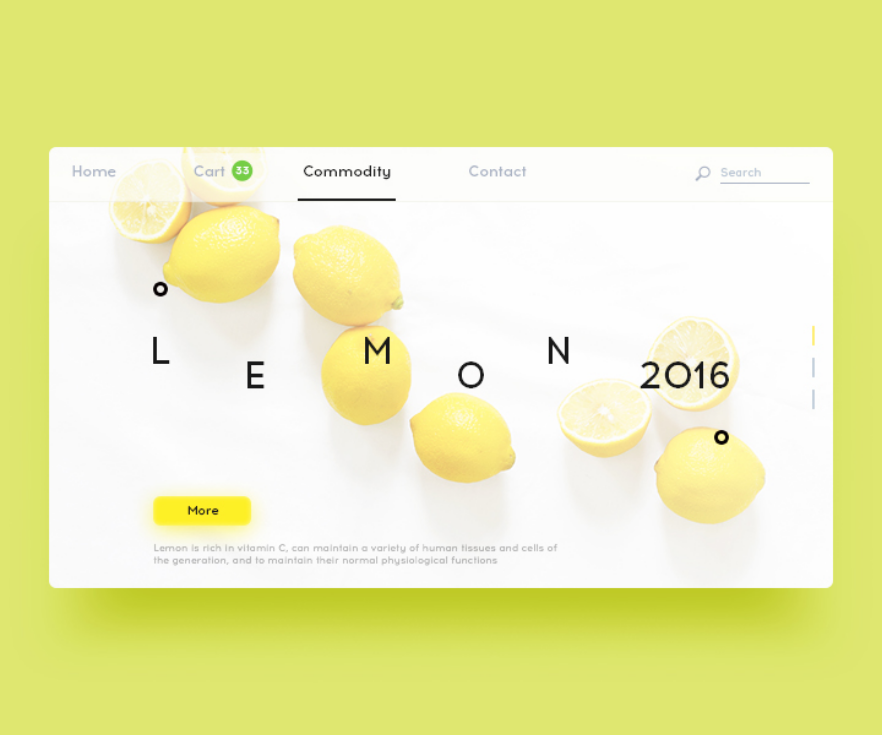 Home Cart 33 Commodity Contact Search
L E M O N 2016
More
Lemon is rich in vitamin C, can maintain a variety of human tissues and cells of
the generation, and to maintain their normal physiological functions